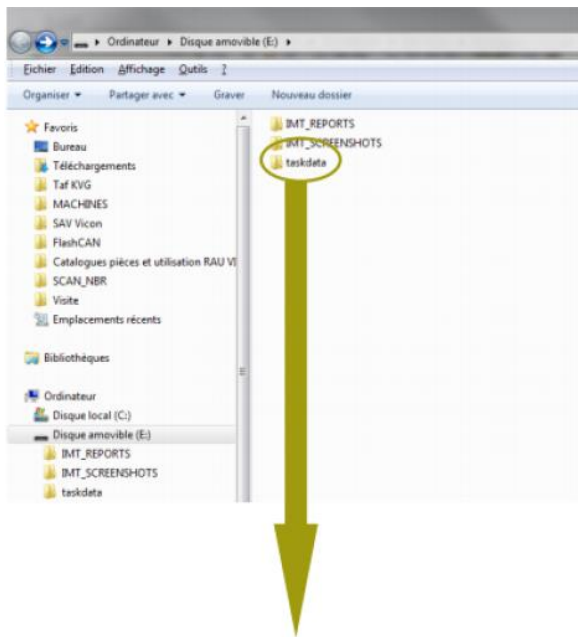 Ordinateur ▸ Disque amovible (E:) ▸
Fichier Edition Affichage Outils ?
Organiser Partager avec Graver Nouveau dossier
Favoris
Bureau
Téléchargements
Taf KVG
MACHINES
SAV Vicon
FlashCAN
Catalogues pièces et utilisation RAU VI
SCAN_NBR
Visite
Emplacements récents
Bibliothèques
Ordinateur
Disque local (C:)
Disque amovible (E:)
IMT_REPORTS
IMT_SCREENSHOTS
taskdata
IMT_REPORTS
IMT_SCREENSHOTS
taskdata